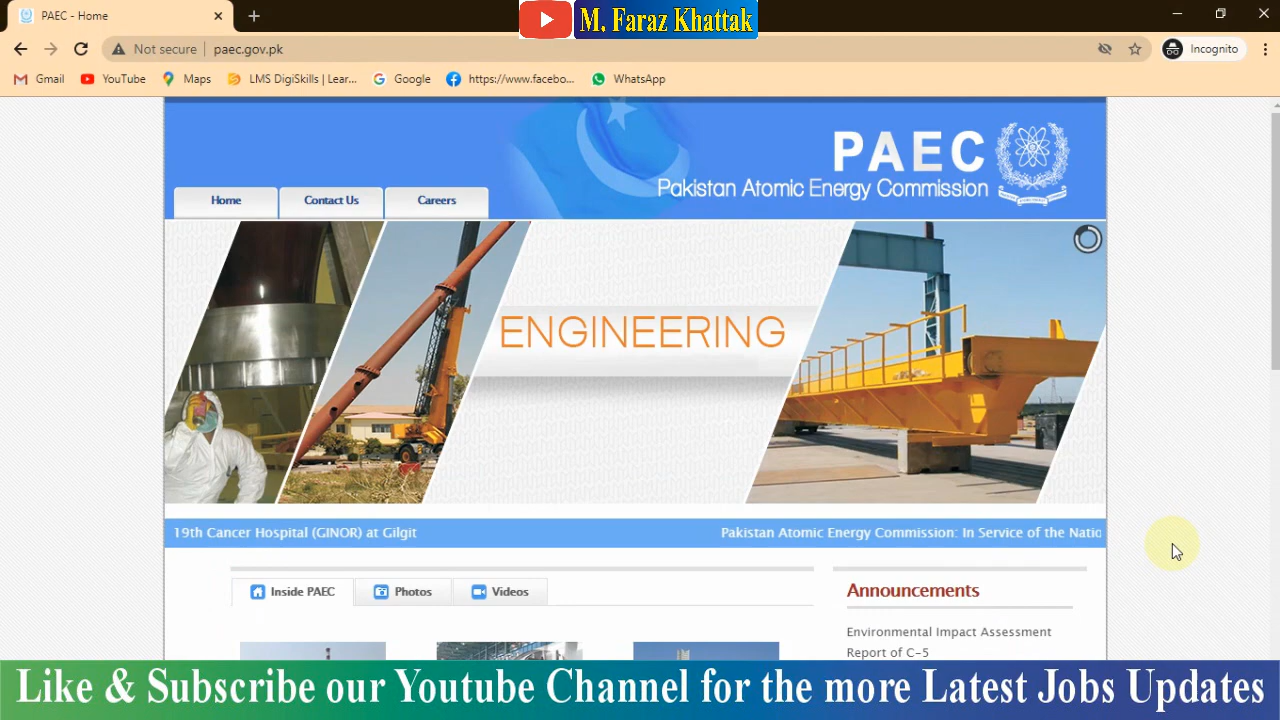 PAEC - Home
M. Faraz Khattak
Not secure
paec.gov.pk
Incognito
Gmail
YouTube
Maps
LMS DigiSkills | Lear...
Google
https://www.facebo...
WhatsApp
PAEC
Pakistan Atomic Energy Commission
Home
Contact Us
Careers
ENGINEERING
19th Cancer Hospital (GINOR) at Gilgit
Pakistan Atomic Energy Commission: In Service of the Natio
Inside PAEC
Photos
Videos
Announcements
Environmental Impact Assessment
Report of C-5
Like & Subscribe our Youtube Channel for the more Latest Jobs Updates